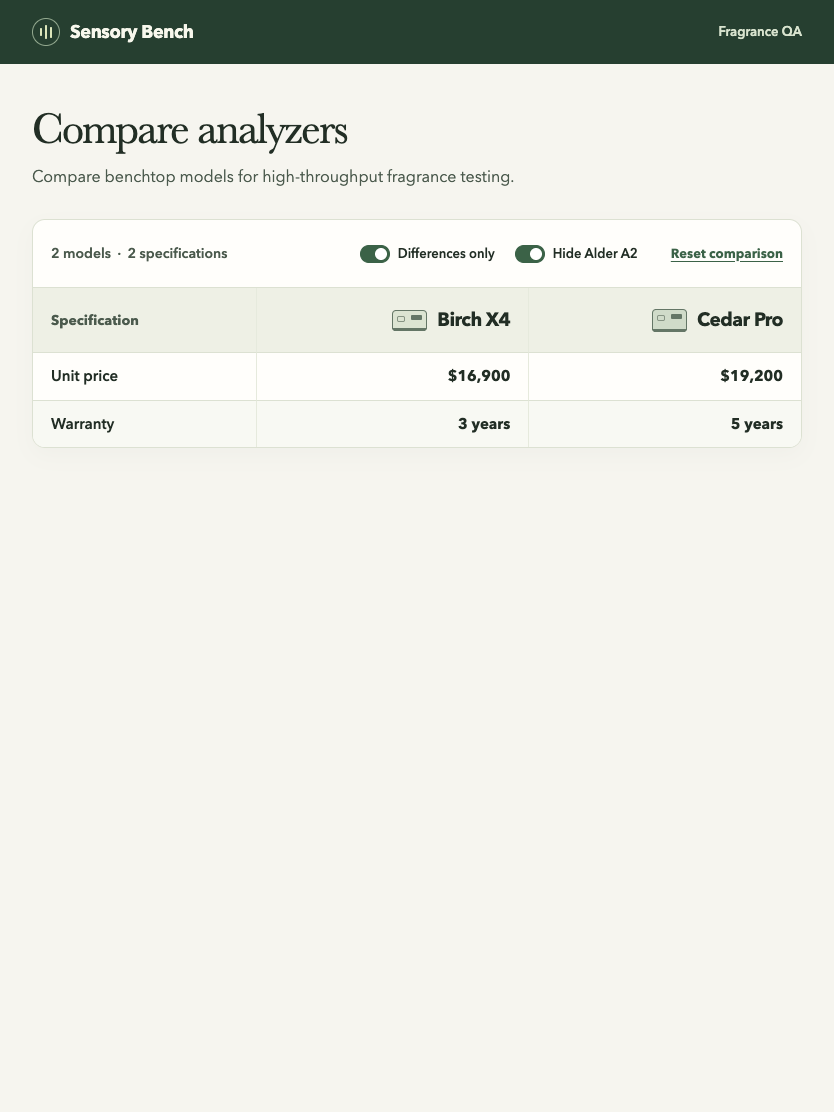 Sensory Bench
Fragrance QA
Compare analyzers
Compare benchtop models for high-throughput fragrance testing.
2 models · 2 specifications
Differences only
Hide Alder A2
Reset comparison
Specification Birch X4 Cedar Pro
Unit price $16,900 $19,200
Warranty 3 years 5 years